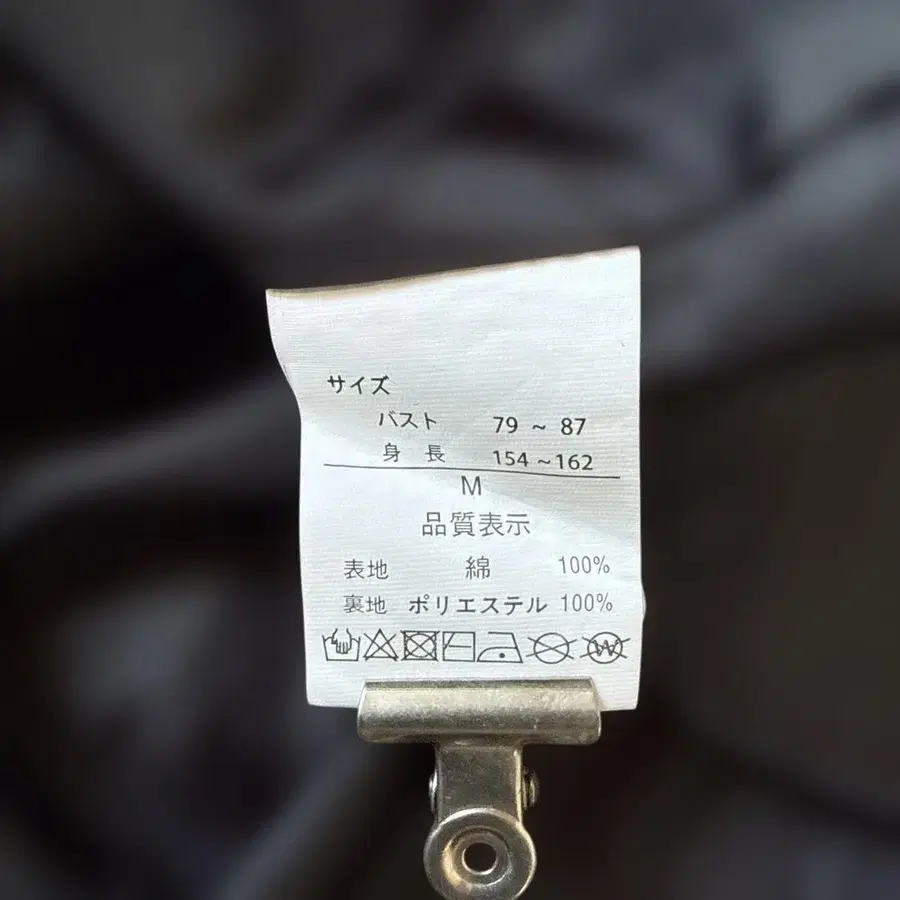 サイズ
バスト 79 ~ 87
身 長 154 ~162
M
品質表示
表地 綿 100%
裏地 ポリエステル 100%